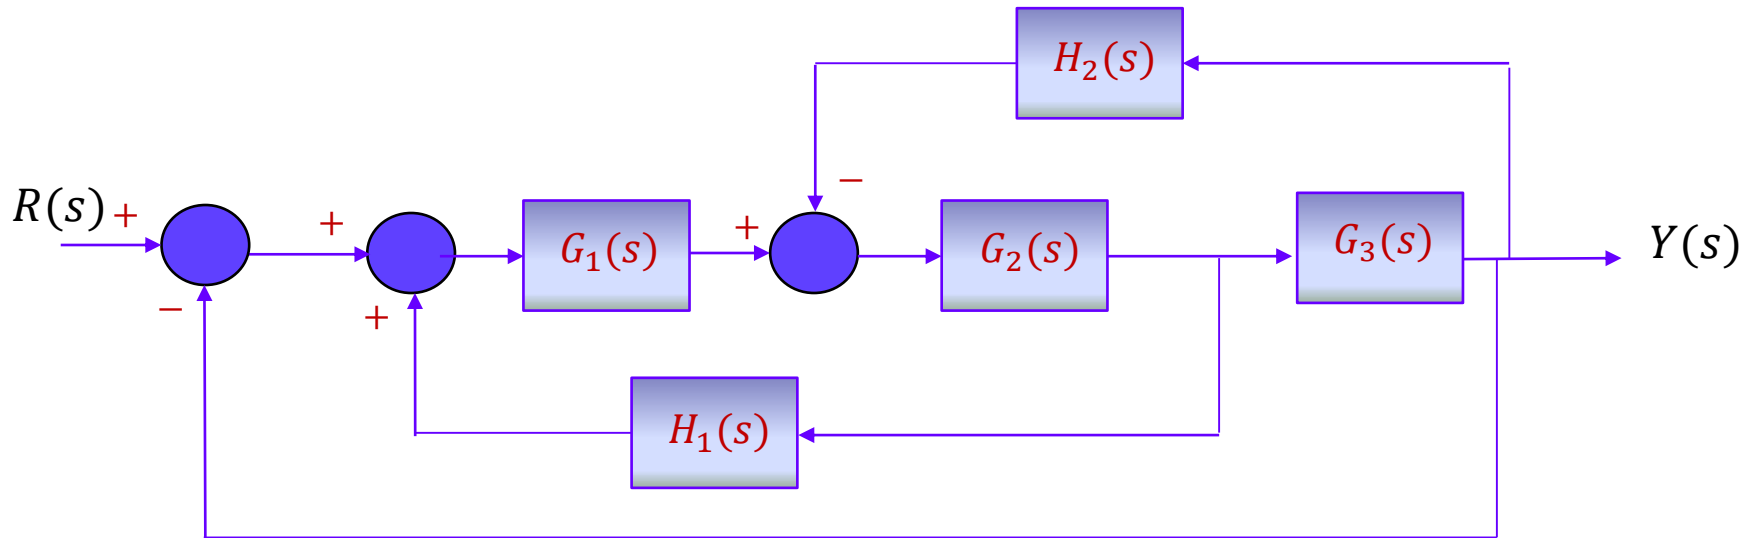 H₂(s)
−
R(s) +
+
+
G₁(s)
G₂(s)
G₃(s)
Y(s)
−
+
H₁(s)